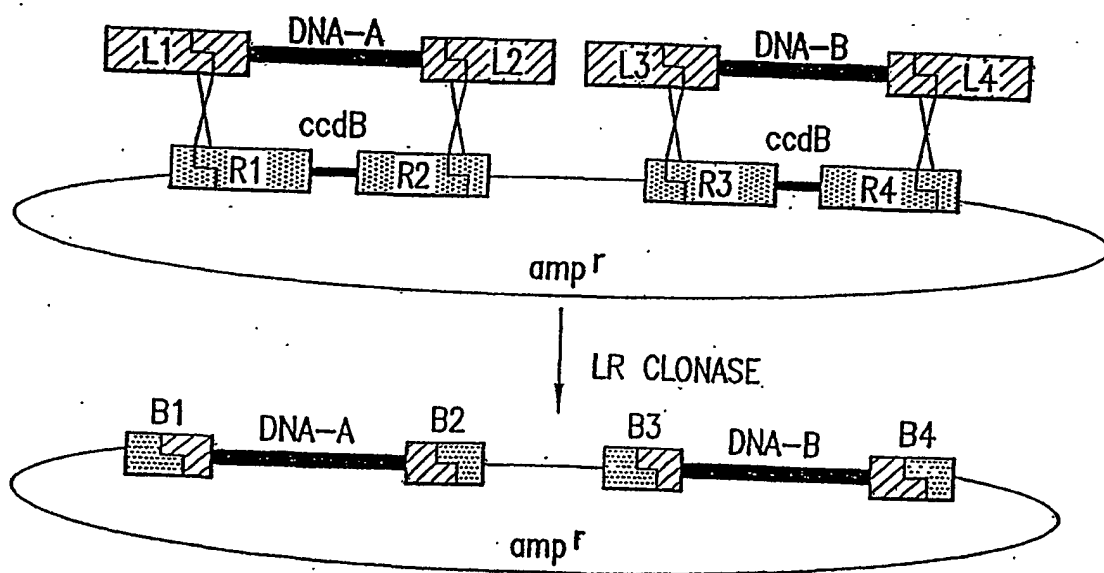 DNA-A DNA-B
L1 L2 L3 L4
ccdB ccdB
R1 R2 R3 R4
amp r
LR CLONASE
B1 DNA-A B2 B3 DNA-B B4
amp r